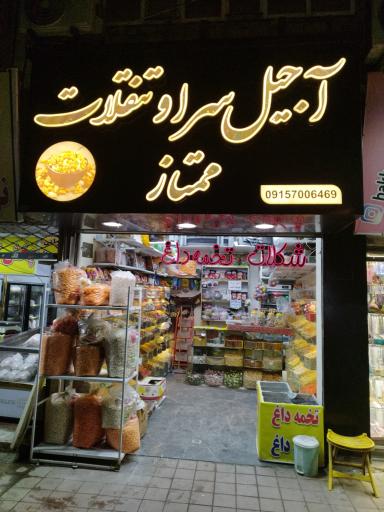 آجیل سرا و تنقلات
ممتاز
09157006469
شکلات، تخمه داغ
تخمه داغ
داغ